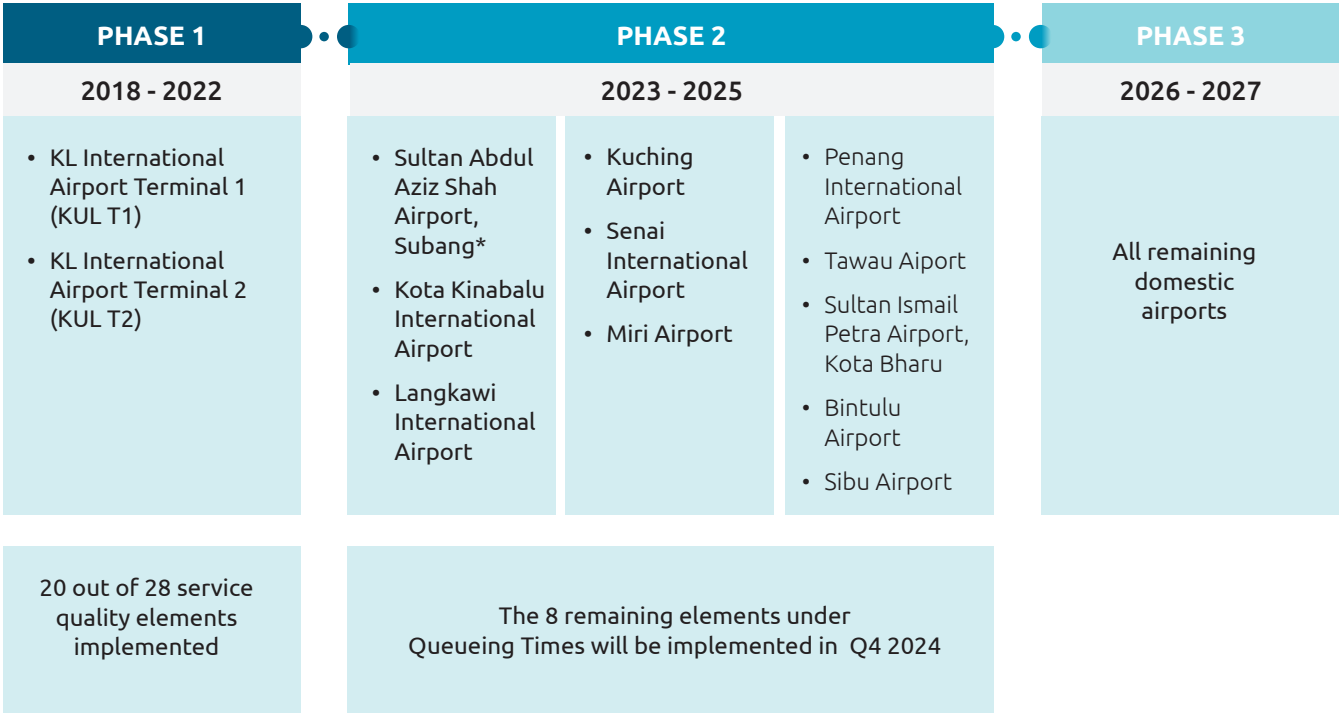 PHASE 1
2018 - 2022
• KL International
Airport Terminal 1
(KUL T1)
• KL International
Airport Terminal 2
(KUL T2)
20 out of 28 service
quality elements
implemented
PHASE 2
2023 - 2025
• Sultan Abdul
Aziz Shah
Airport,
Subang*
• Kota Kinabalu
International
Airport
• Langkawi
International
Airport
• Kuching
Airport
• Senai
International
Airport
• Miri Airport
• Penang
International
Airport
• Tawau Aiport
• Sultan Ismail
Petra Airport,
Kota Bharu
• Bintulu
Airport
• Sibu Airport
The 8 remaining elements under
Queueing Times will be implemented in Q4 2024
PHASE 3
2026 - 2027
All remaining
domestic
airports